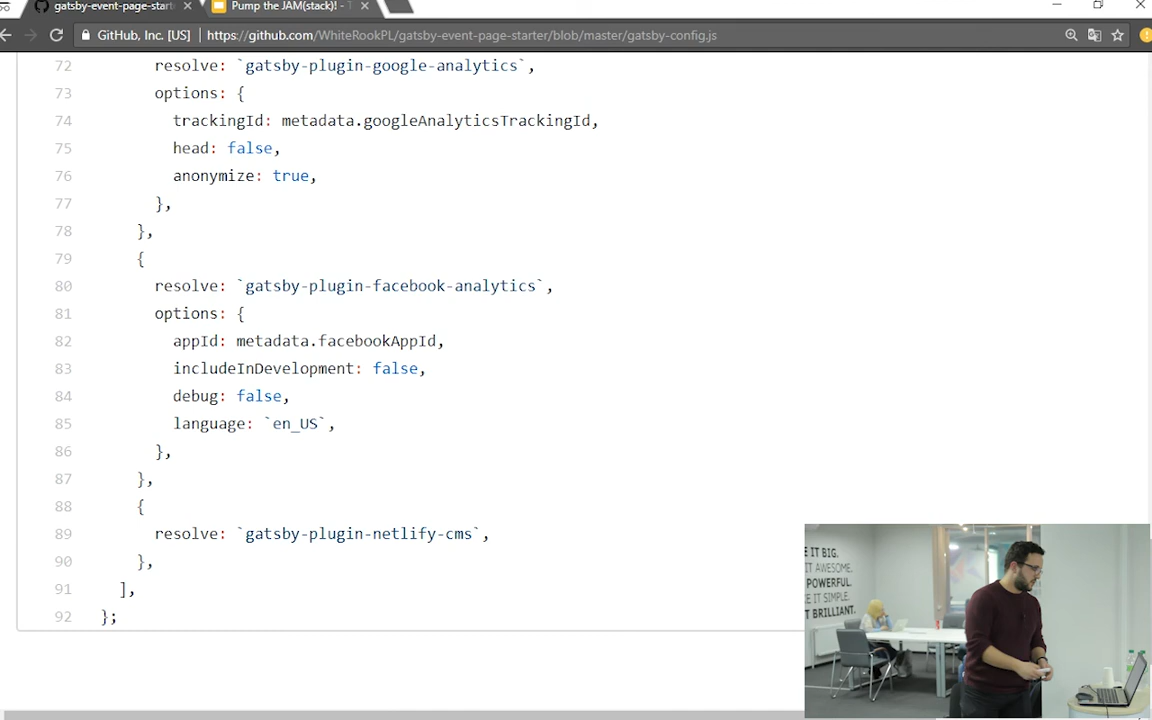 gatsby-event-page-start
Pump the JAM(stack)! - T
GitHub, Inc. [US]
https://github.com/WhiteRookPL/gatsby-event-page-starter/blob/master/gatsby-config.js
72 resolve: `gatsby-plugin-google-analytics`,
73 options: {
74 trackingId: metadata.googleAnalyticsTrackingId,
75 head: false,
76 anonymize: true,
77 },
78 },
79 {
80 resolve: `gatsby-plugin-facebook-analytics`,
81 options: {
82 appId: metadata.facebookAppId,
83 includeInDevelopment: false,
84 debug: false,
85 language: `en_US`,
86 },
87 },
88 {
89 resolve: `gatsby-plugin-netlify-cms`,
90 },
91 ],
92 };
E IT BIG.
IT AWESOME.
POWERFUL.
E IT SIMPLE.
T BRILLIANT.